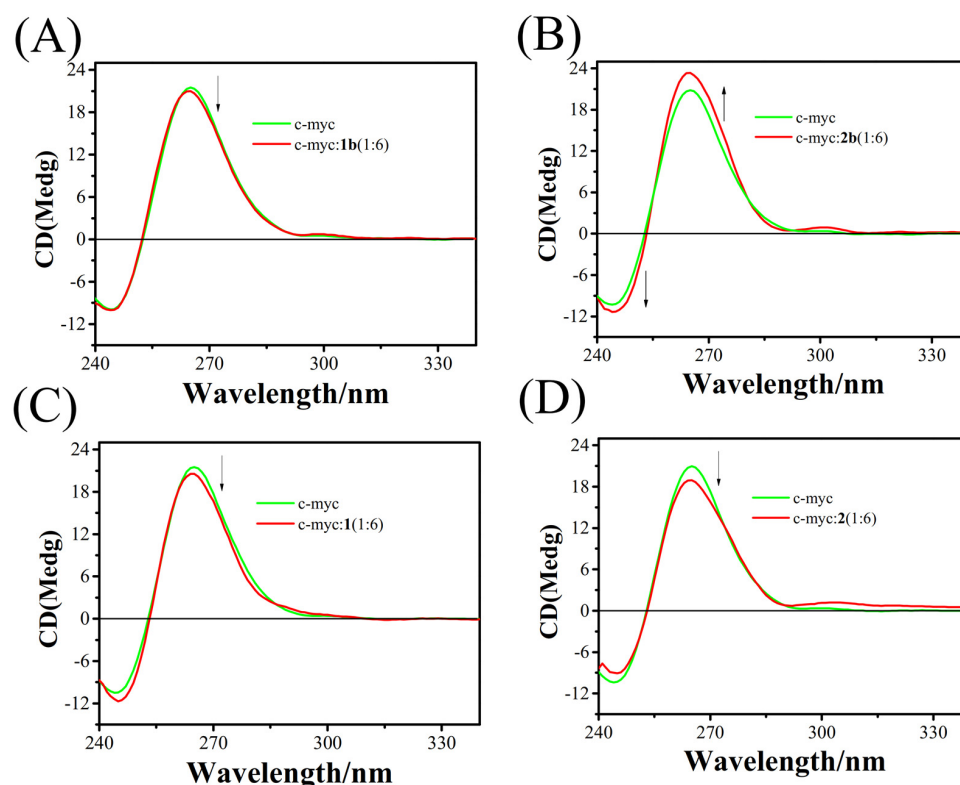 (A)
24
18
12
6
0
-6
-12
CD(Medg)
c-myc
c-myc:1b(1:6)
240 270 300 330
Wavelength/nm
(B)
24
18
12
6
0
-6
-12
CD(Medg)
c-myc
c-myc:2b(1:6)
240 270 300 330
Wavelength/nm
(C)
24
18
12
6
0
-6
-12
CD(Medg)
c-myc
c-myc:1(1:6)
240 270 300 330
Wavelength/nm
(D)
24
18
12
6
0
-6
-12
CD(Medg)
c-myc
c-myc:2(1:6)
240 270 300 330
Wavelength/nm